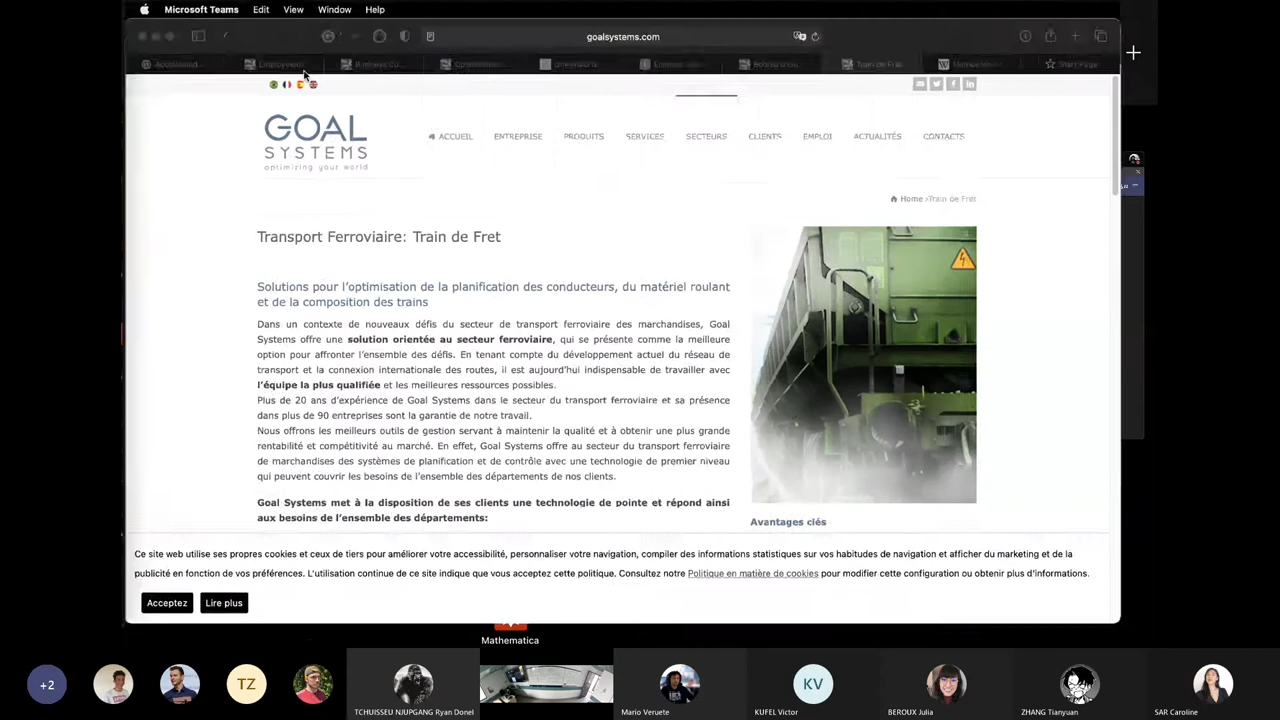 Microsoft Teams Edit View Window Help
goalsystems.com
Start Page
GOAL
SYSTEMS
optimizing your world
ACCUEIL ENTREPRISE PRODUITS SERVICES SECTEURS CLIENTS EMPLOI ACTUALITÉS CONTACTS
Home ›Train de Fret
Transport Ferroviaire: Train de Fret
Solutions pour l’optimisation de la planification des conducteurs, du matériel roulant
et de la composition des trains
Dans un contexte de nouveaux défis du secteur de transport ferroviaire des marchandises, Goal
Systems offre une solution orientée au secteur ferroviaire, qui se présente comme la meilleure
option pour affronter l’ensemble des défis. En tenant compte du développement actuel du réseau de
transport et la connexion internationale des routes, il est aujourd’hui indispensable de travailler avec
l’équipe la plus qualifiée et les meilleures ressources possibles.
Plus de 20 ans d’expérience de Goal Systems dans le secteur du transport ferroviaire et sa présence
dans plus de 90 entreprises sont la garantie de notre travail.
Nous offrons les meilleurs outils de gestion servant à maintenir la qualité et à obtenir une plus grande
rentabilité et compétitivité au marché. En effet, Goal Systems offre au secteur du transport ferroviaire
de marchandises des systèmes de planification et de contrôle avec une technologie de premier niveau
qui peuvent couvrir les besoins de l’ensemble des départements de nos clients.
Goal Systems met à la disposition de ses clients une technologie de pointe et répond ainsi
aux besoins de l’ensemble des départements:
Avantages clés
Ce site web utilise ses propres cookies et ceux de tiers pour améliorer votre accessibilité, personnaliser votre navigation, compiler des informations statistiques sur vos habitudes de navigation et afficher du marketing et de la
publicité en fonction de vos préférences. L’utilisation continue de ce site indique que vous acceptez cette politique. Consultez notre Politique en matière de cookies pour modifier cette configuration ou obtenir plus d’informations.
Acceptez Lire plus
Mathematica
+2 TZ KV
TCHUISSEU NJUPGANG Ryan Donel Mario Veruete KUFEL Victor BEROUX Julia ZHANG Tianyuan SAR Caroline